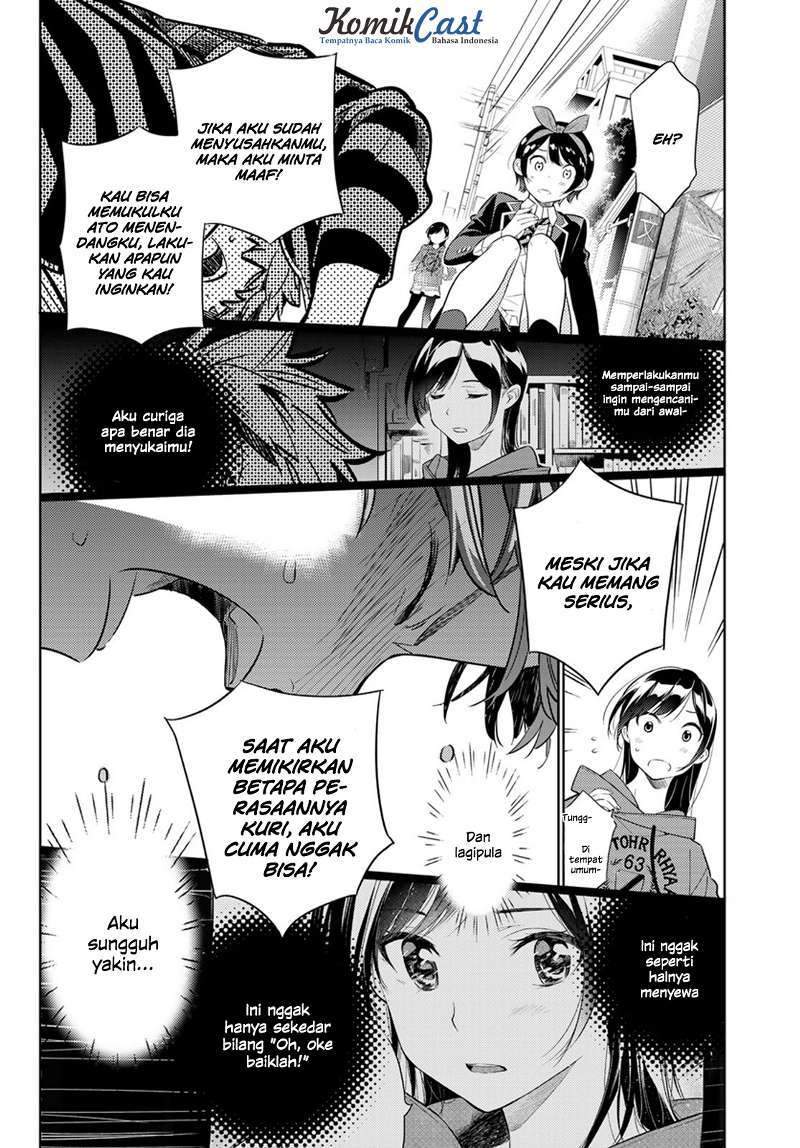 KomikCast
Tempatnya Baca Komik Bahasa Indonesia
EH?
JIKA AKU SUDAH
MENYUSAHKANMU,
MAKA AKU MINTA
MAAF!
KAU BISA
MEMUKULKU
ATO MENEN-
DANGKU, LAKU-
KAN APAPUN
YANG KAU
INGINKAN!
文
Memperlakukanmu
sampai-sampai
ingin mengencani-
mu dari awal-
Aku curiga
apa benar dia
menyukaimu!
MESKI JIKA
KAU MEMANG
SERIUS,
Tungg-
Di
tempat
umum-
TOHR RHYA
63
SAAT AKU
MEMIKIRKAN
BETAPA PE-
RASAANNYA
KURI, AKU
CUMA NGGAK
BISA!
Dan
lagipula
Aku
sungguh
yakin...
Ini nggak
seperti
halnya
menyewa
Ini nggak
hanya sekedar
bilang "Oh, oke
baiklah!"